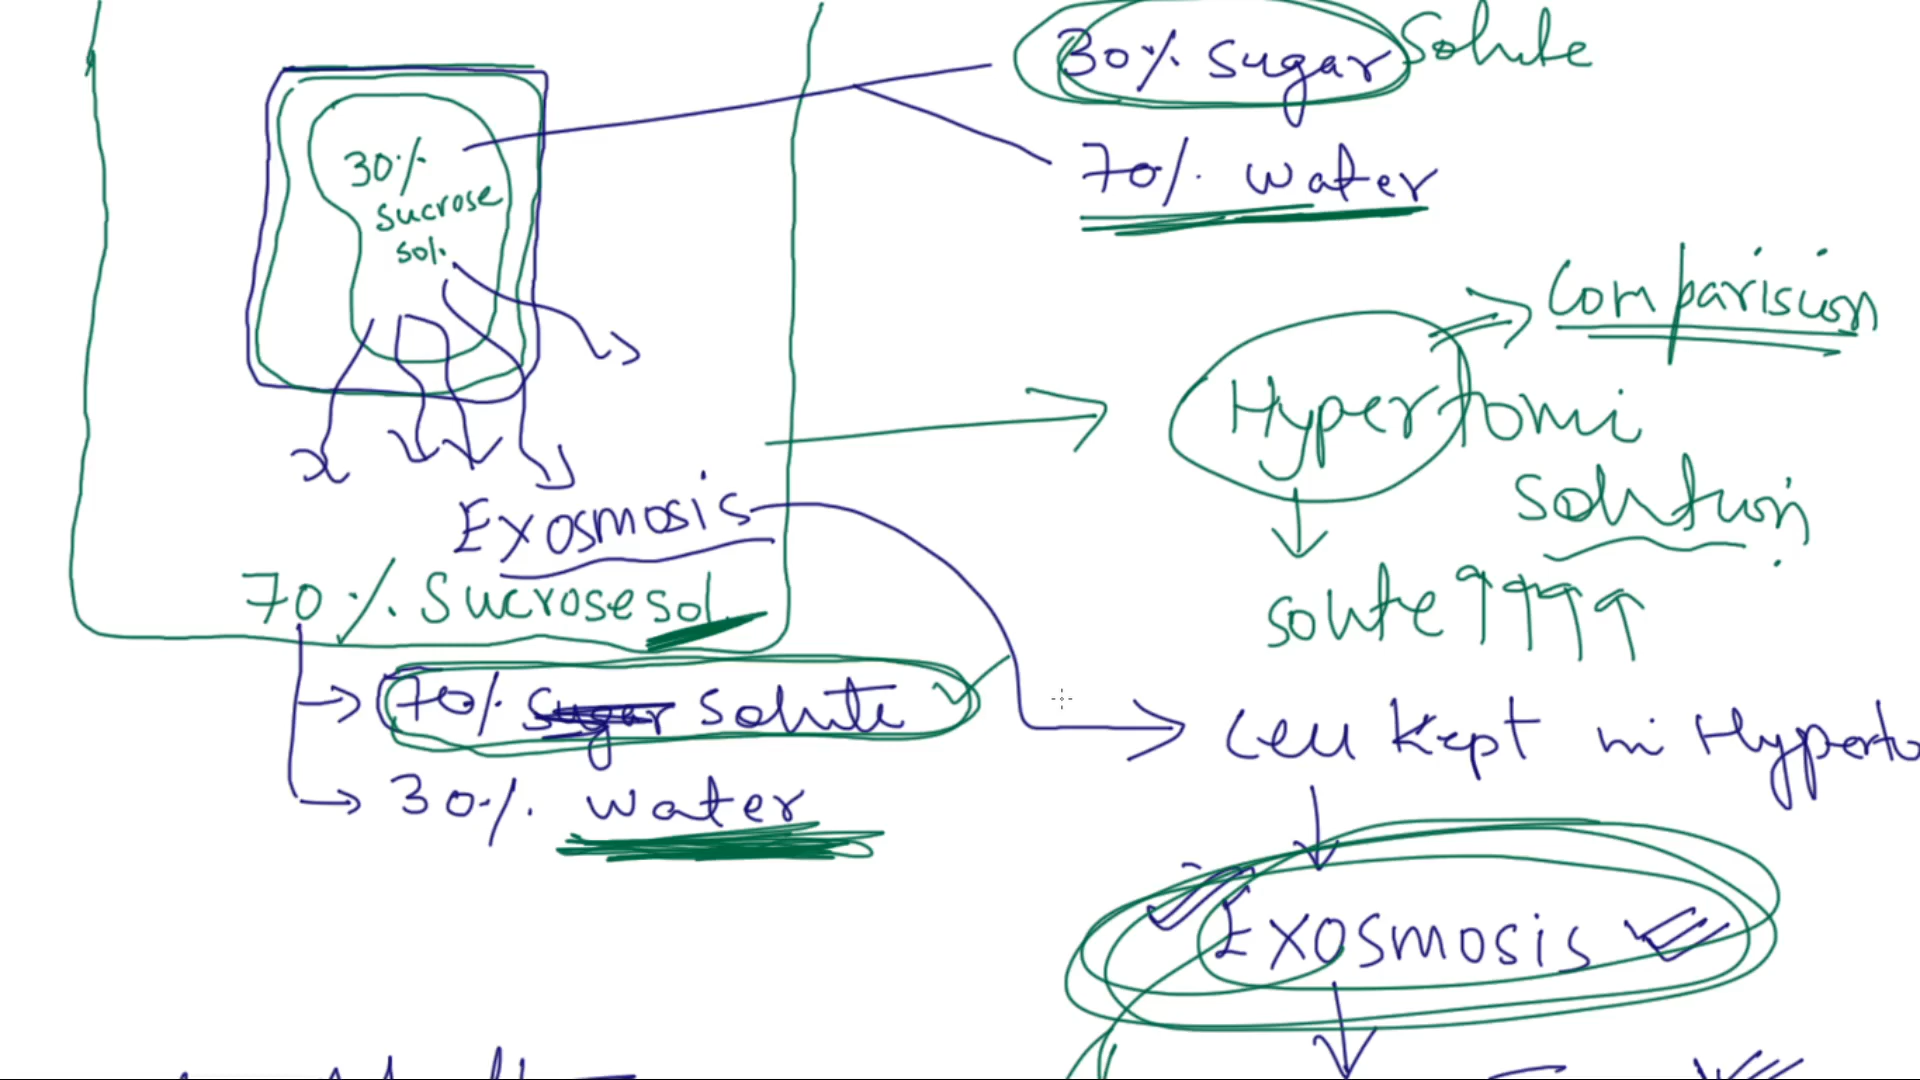 30% sugar solute
70%. water
30%
sucrose
sol.
Comparision
Hypertoni
solution
Exosmosis
70% Sucrose sol
solute ↑↑↑↑
→ 70% sugar solute
→ 30%. water
Cell kept in Hyperto
Exosmosis